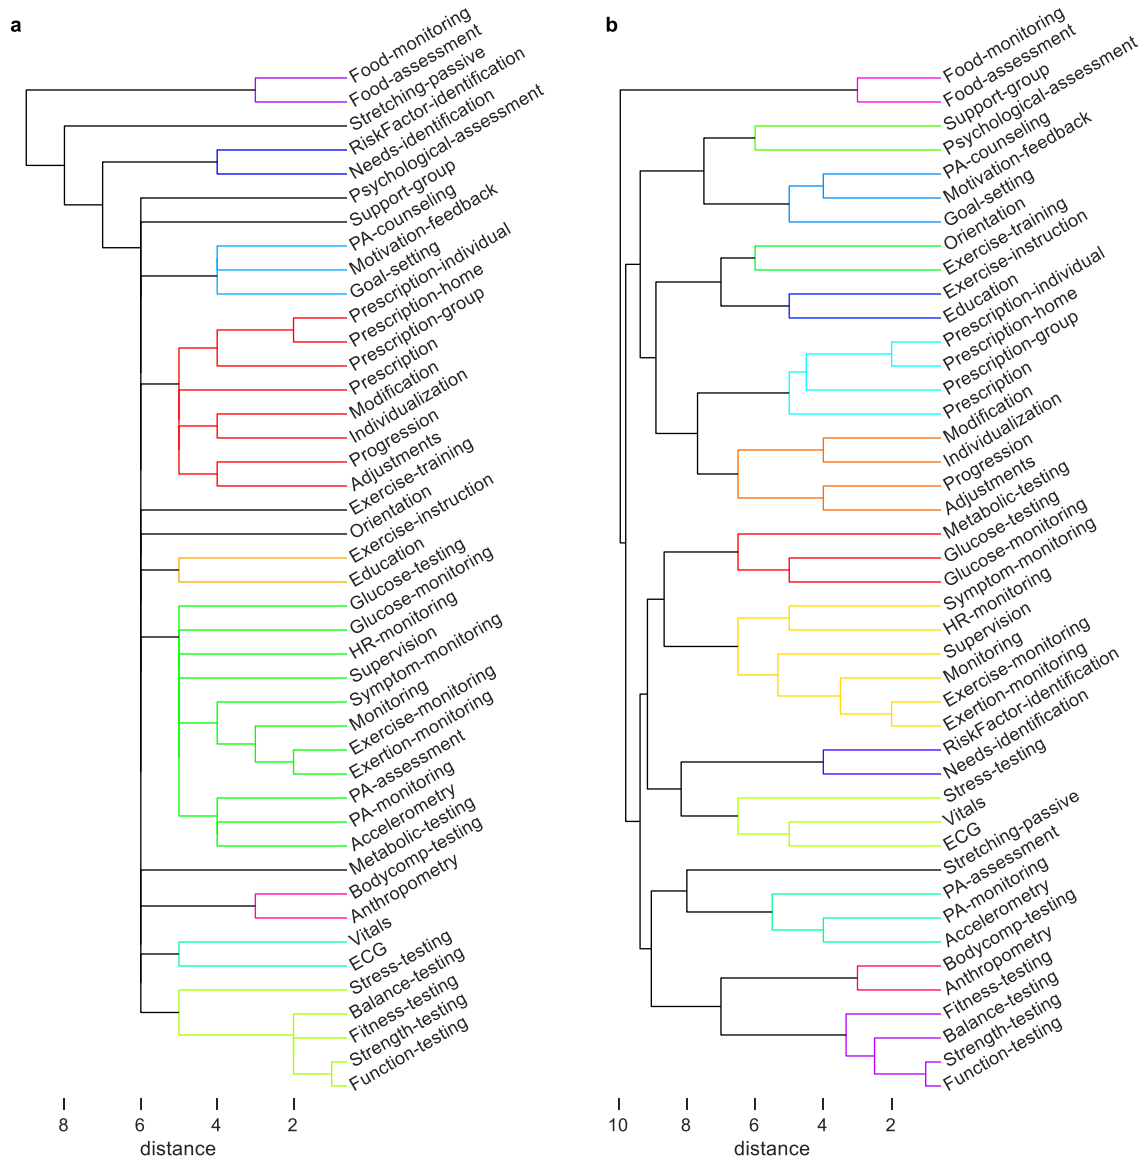 a
Food-monitoring
Food-assessment
Stretching-passive
RiskFactor-identification
Needs-identification
Psychological-assessment
Support-group
PA-counseling
Motivation-feedback
Goal-setting
Prescription-individual
Prescription-home
Prescription-group
Prescription
Modification
Individualization
Progression
Adjustments
Exercise-training
Orientation
Exercise-instruction
Education
Glucose-testing
Glucose-monitoring
HR-monitoring
Supervision
Symptom-monitoring
Monitoring
Exercise-monitoring
Exertion-monitoring
PA-assessment
PA-monitoring
Accelerometry
Metabolic-testing
Bodycomp-testing
Anthropometry
Vitals
ECG
Stress-testing
Balance-testing
Fitness-testing
Strength-testing
Function-testing
8 6 4 2
distance
b
Food-monitoring
Food-assessment
Support-group
Psychological-assessment
PA-counseling
Motivation-feedback
Goal-setting
Orientation
Exercise-training
Exercise-instruction
Education
Prescription-individual
Prescription-home
Prescription-group
Prescription
Modification
Individualization
Progression
Adjustments
Metabolic-testing
Glucose-testing
Glucose-monitoring
Symptom-monitoring
HR-monitoring
Supervision
Monitoring
Exercise-monitoring
Exertion-monitoring
RiskFactor-identification
Needs-identification
Stress-testing
Vitals
ECG
Stretching-passive
PA-assessment
PA-monitoring
Accelerometry
Bodycomp-testing
Anthropometry
Fitness-testing
Balance-testing
Strength-testing
Function-testing
10 8 6 4 2
distance